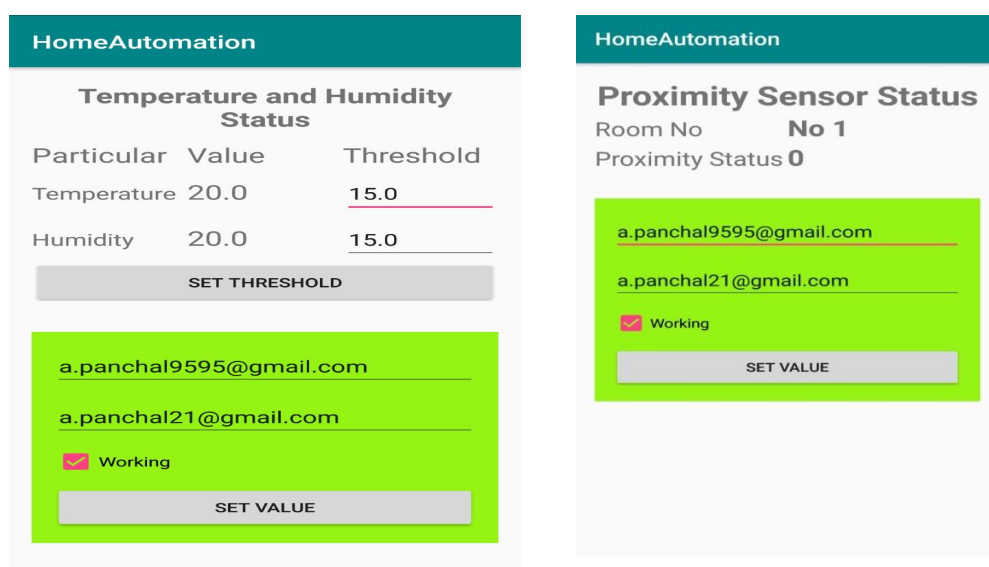 HomeAutomation
Temperature and Humidity
Status
Particular Value Threshold
Temperature 20.0 15.0
Humidity 20.0 15.0
SET THRESHOLD
a.panchal9595@gmail.com
a.panchal21@gmail.com
Working
SET VALUE
HomeAutomation
Proximity Sensor Status
Room No No 1
Proximity Status 0
a.panchal9595@gmail.com
a.panchal21@gmail.com
Working
SET VALUE